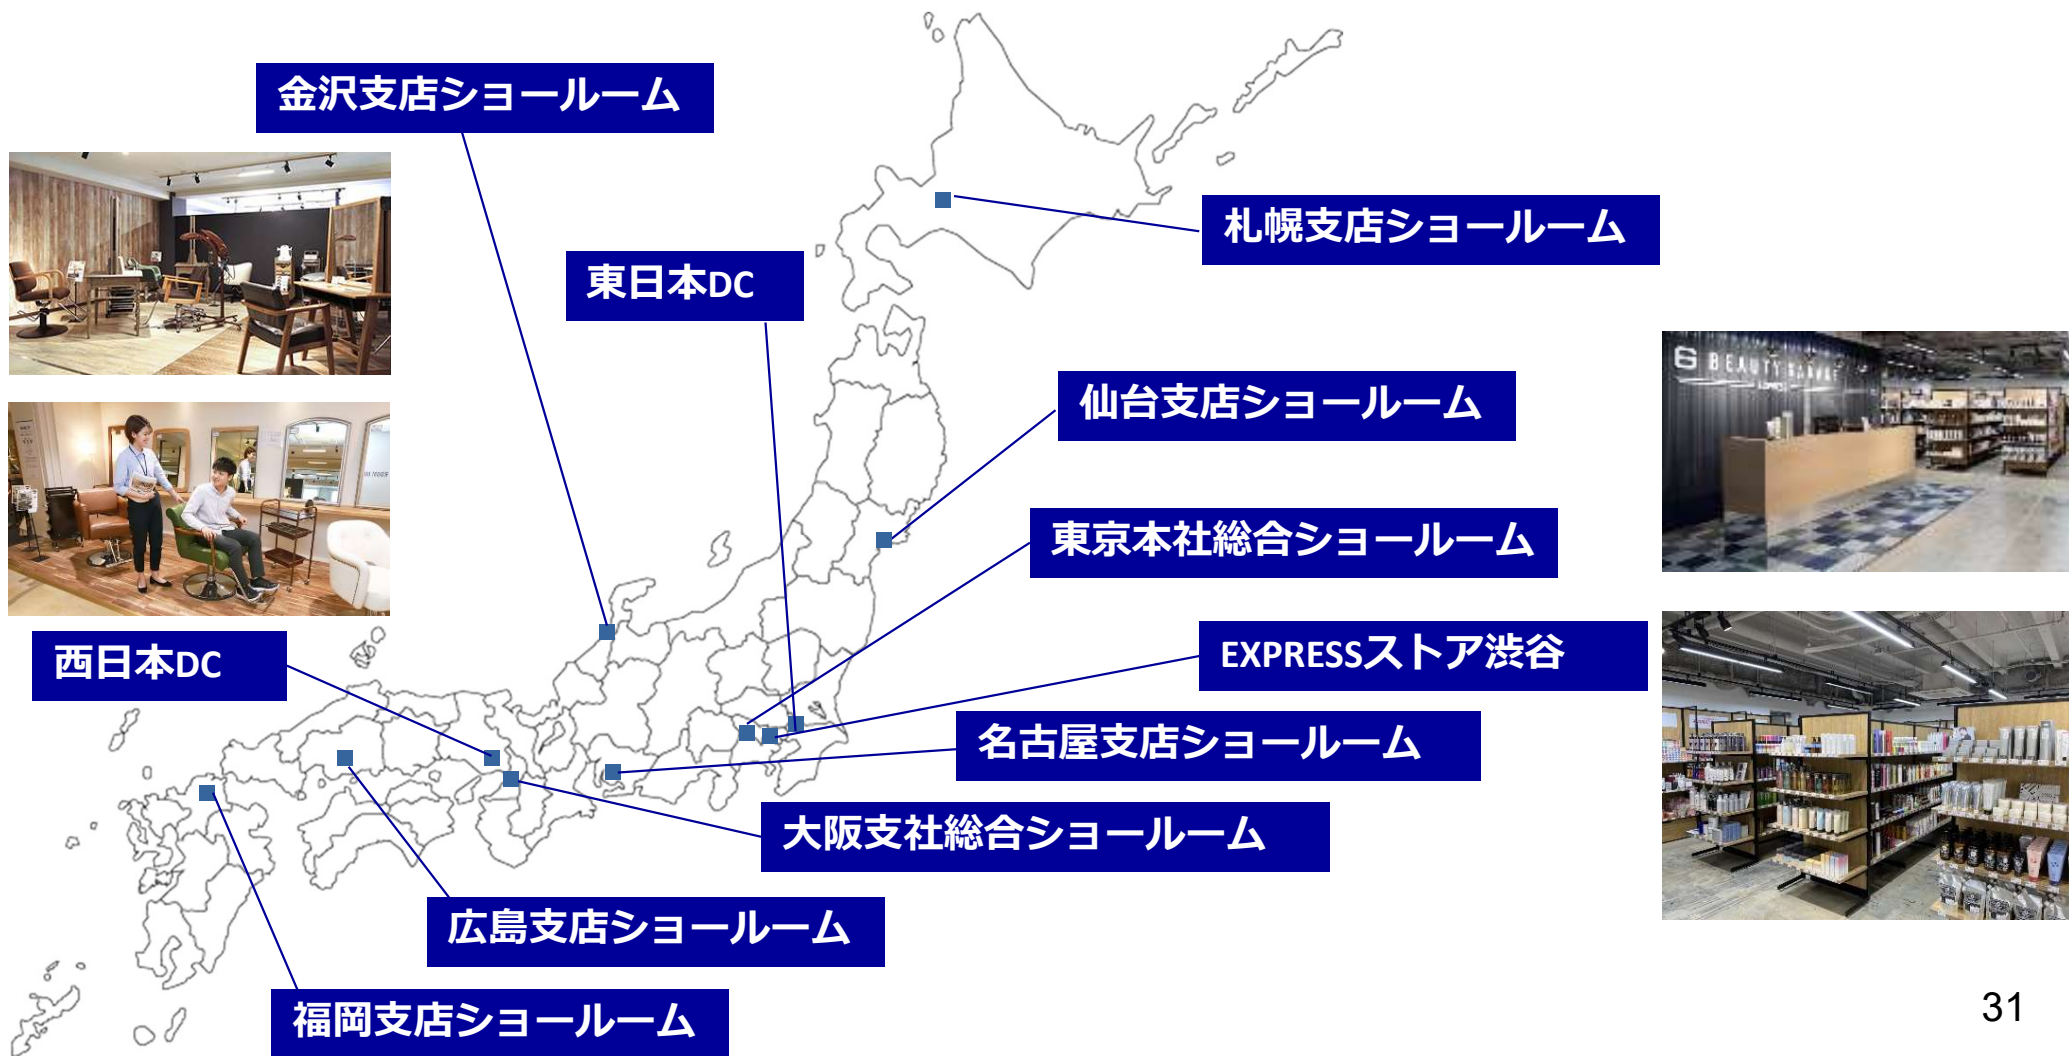 金沢支店ショールーム
札幌支店ショールーム
東日本DC
仙台支店ショールーム
東京本社総合ショールーム
西日本DC
EXPRESSストア渋谷
名古屋支店ショールーム
大阪支社総合ショールーム
広島支店ショールーム
福岡支店ショールーム
BEAUTY GARAGE
31